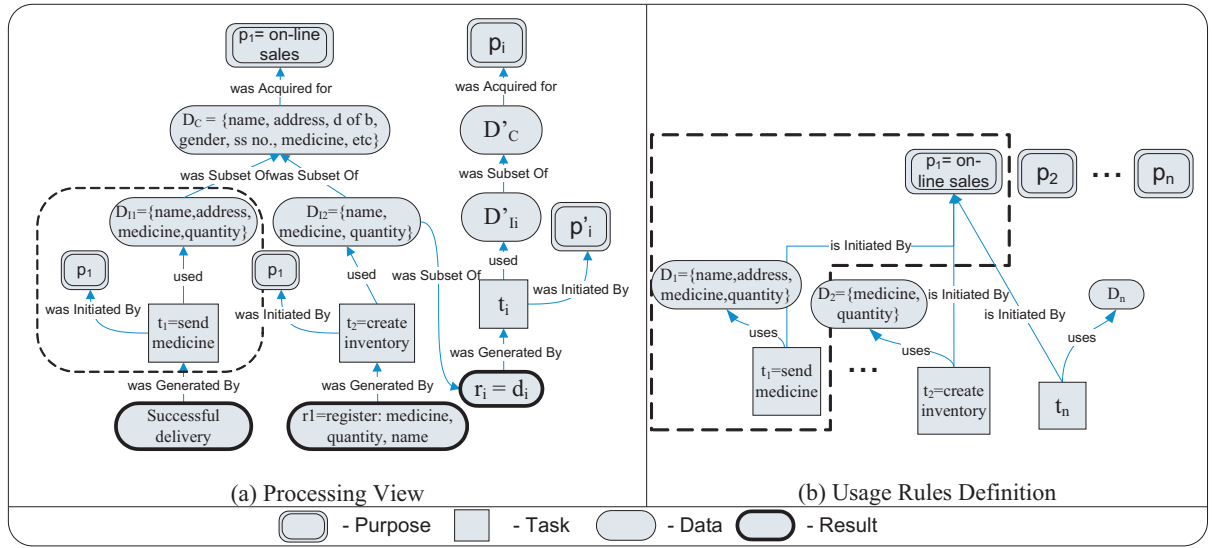 p1= on-line
sales
was Acquired for
DC = {name, address, d of b,
gender, ss no., medicine, etc}
was Subset Of
was Subset Of
DI1={name,address,
medicine,quantity}
DI2={name,
medicine, quantity}
p1
used
p1
used
was Initiated By
t1=send
medicine
was Initiated By
t2=create
inventory
was Generated By
was Generated By
Successful
delivery
r1=register: medicine,
quantity, name
pi
was Acquired for
D'C
was Subset Of
D'Ii
p'i
used
was Subset Of
ti
was Initiated By
was Generated By
ri = di
(a) Processing View
p1= on-
line sales
p2
...
pn
is Initiated By
D1={name,address,
medicine,quantity}
D2={medicine,
quantity}
is Initiated By
Dn
is Initiated By
uses
uses
uses
t1=send
medicine
...
t2=create
inventory
tn
(b) Usage Rules Definition
- Purpose
- Task
- Data
- Result